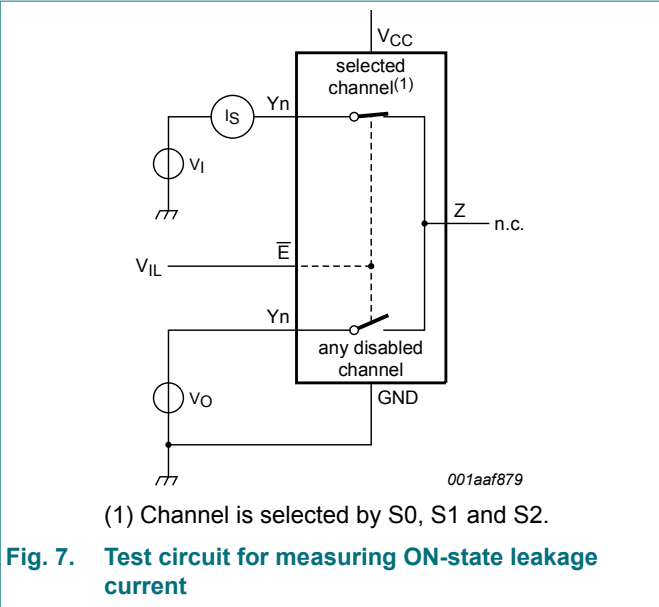 VCC
selected
channel(1)
Yn
IS
VI
Z
n.c.
E
VIL
Yn
any disabled
channel
VO
GND
001aaf879
(1) Channel is selected by S0, S1 and S2.
Fig. 7. Test circuit for measuring ON-state leakage
current